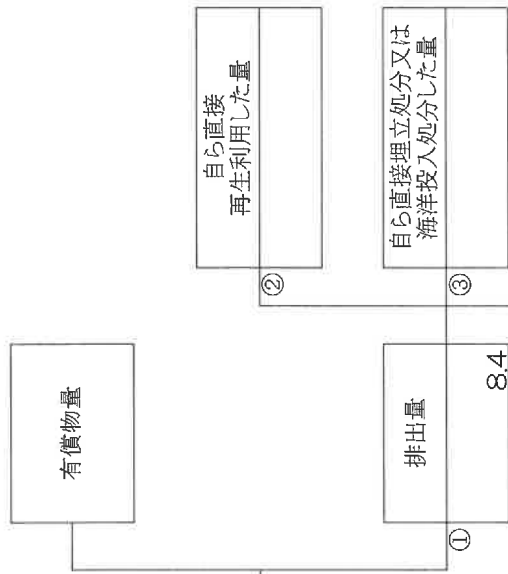 有償物量
①
排出量
8.4
②
自ら直接
再生利用した量
③
自ら直接埋立処分又は
海洋投入処分した量